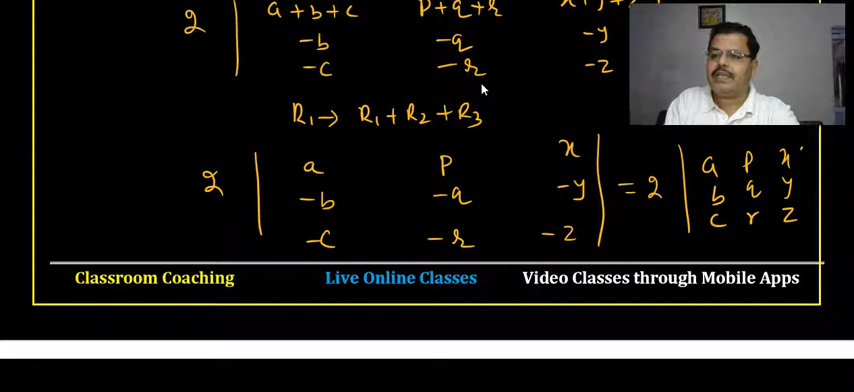 2 | a+b+c p+q+r
-b -q -y
-c -r -z
R₁→ R₁+R₂+R₃
2 | a p x | = 2 | a p x
-b -q -y b q y
-c -r -z c r z
Classroom Coaching Live Online Classes Video Classes through Mobile Apps